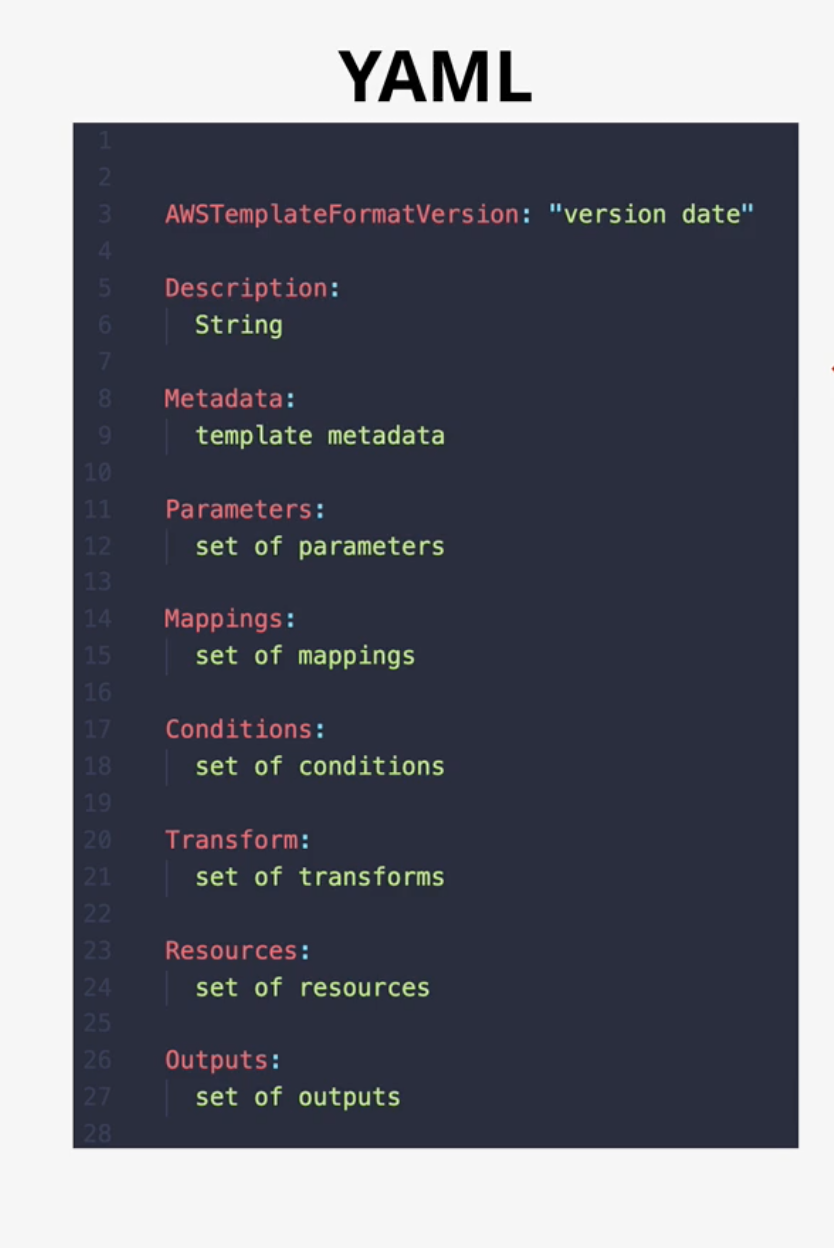 YAML
1
2
3 AWSTemplateFormatVersion: "version date"
4
5 Description:
6 String
7
8 Metadata:
9 template metadata
10
11 Parameters:
12 set of parameters
13
14 Mappings:
15 set of mappings
16
17 Conditions:
18 set of conditions
19
20 Transform:
21 set of transforms
22
23 Resources:
24 set of resources
25
26 Outputs:
27 set of outputs
28